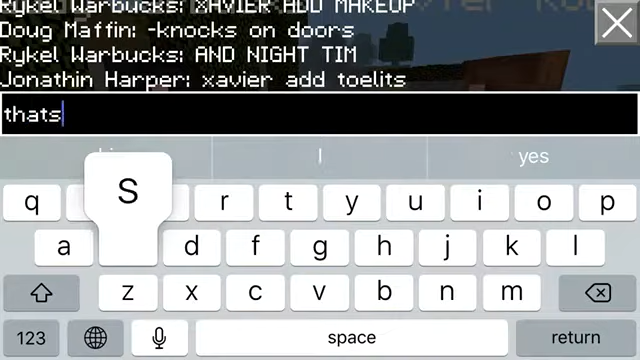 Rykel Warbucks: XAVIER ADD MAKEUP
Doug Maffin: -knocks on doors
Rykel Warbucks: AND NIGHT TIM
Jonathin Harper: xavier add toelits
thats
I yes
S
q r t y u i o p
a d f g h j k l
z x c v b n m
123 space return